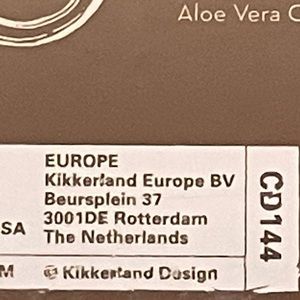 Aloe Vera
EUROPE
Kikkerland Europe BV
Beursplein 37
3001DE Rotterdam
The Netherlands
SA
M
© Kikkerland Design
CD144